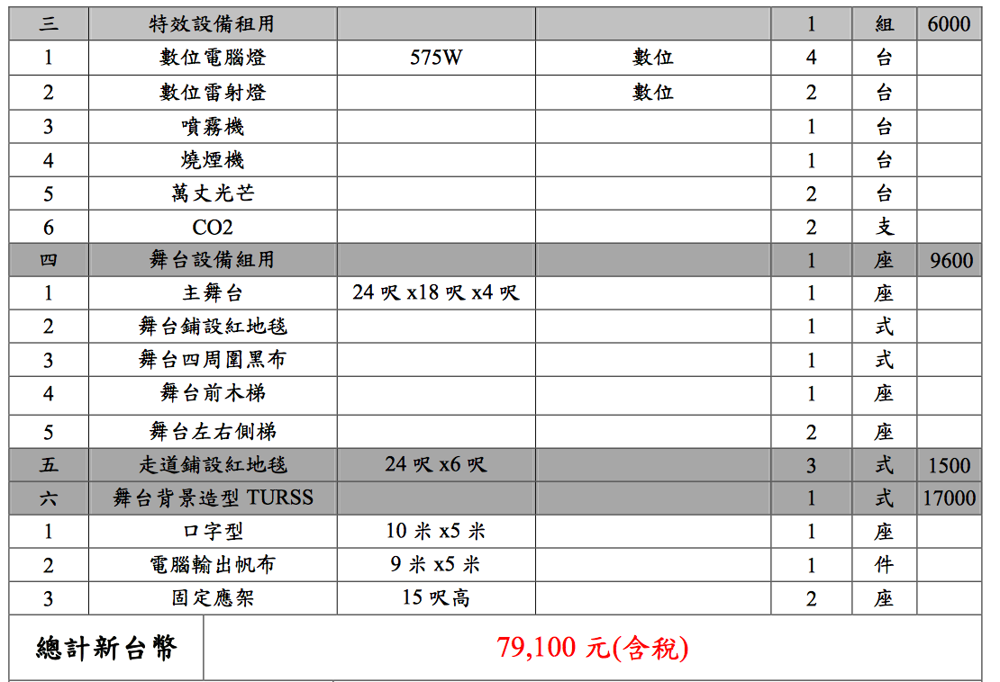 三 特效設備租用 1 組 6000
1 數位電腦燈 575W 數位 4 台
2 數位雷射燈 數位 2 台
3 噴霧機 1 台
4 燒煙機 1 台
5 萬丈光芒 2 台
6 CO2 2 支
四 舞台設備組用 1 座 9600
1 主舞台 24 呎 x18 呎 x4 呎 1 座
2 舞台鋪設紅地毯 1 式
3 舞台四周圍黑布 1 式
4 舞台前木梯 1 座
5 舞台左右側梯 2 座
五 走道鋪設紅地毯 24 呎 x6 呎 3 式 1500
六 舞台背景造型 TURSS 1 式 17000
1 口字型 10 米 x5 米 1 座
2 電腦輸出帆布 9 米 x5 米 1 件
3 固定應架 15 呎高 2 座
總計新台幣 79,100 元(含稅)